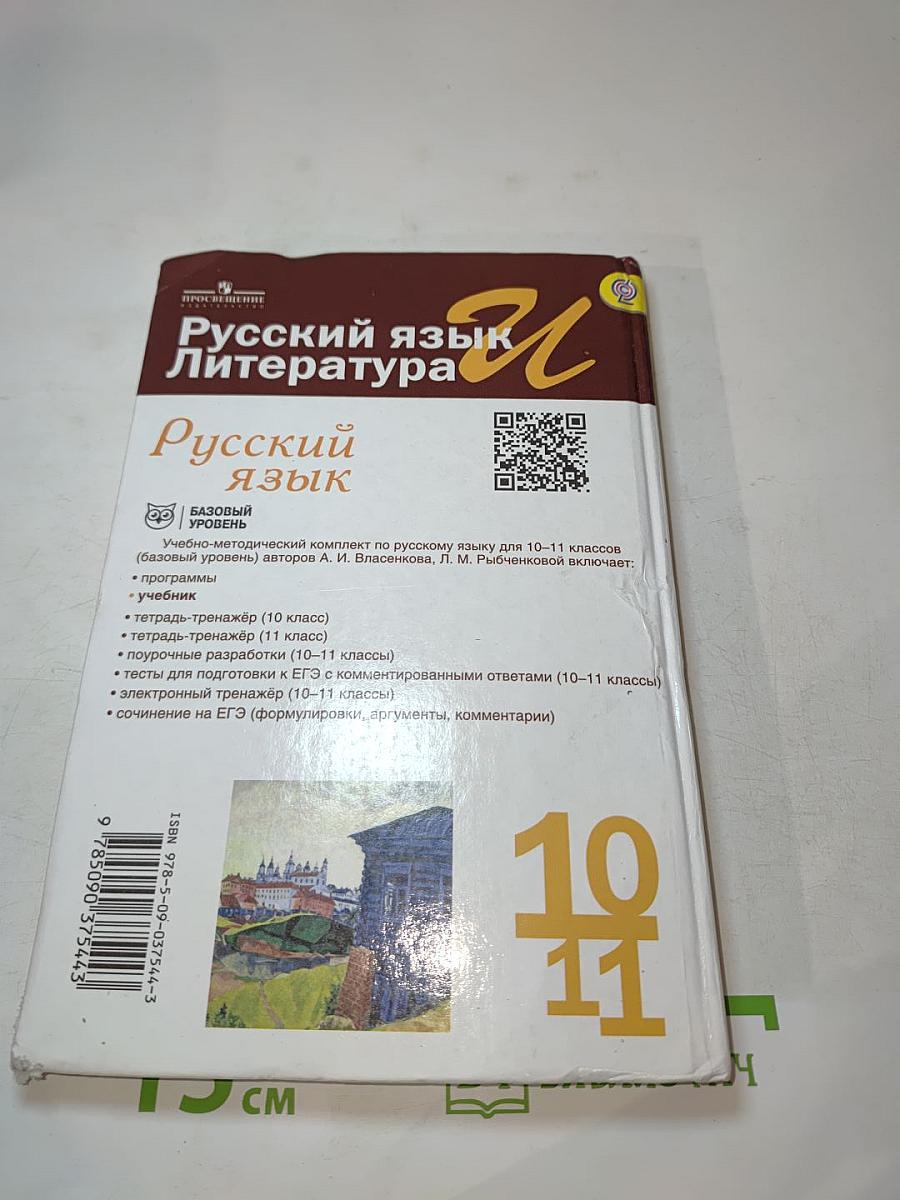 ПРОСВЕЩЕНИЕ
ИЗДАТЕЛЬСТВО
Русский язык И
Литература
Русский
язык
БАЗОВЫЙ
УРОВЕНЬ
Учебно-методический комплект по русскому языку для 10–11 классов
(базовый уровень) авторов А. И. Власенкова, Л. М. Рыбченковой включает:
• программы
• учебник
• тетрадь-тренажёр (10 класс)
• тетрадь-тренажёр (11 класс)
• поурочные разработки (10–11 классы)
• тесты для подготовки к ЕГЭ с комментированными ответами (10–11 классы)
• электронный тренажёр (10–11 классы)
• сочинение на ЕГЭ (формулировки, аргументы, комментарии)
ISBN 978-5-09-037544-3
9 785090 375443
10
11
15 см